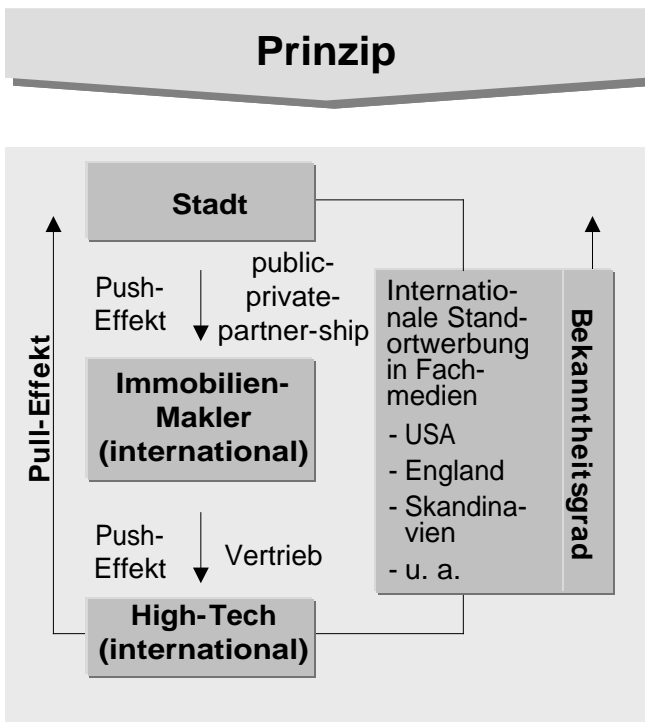 Prinzip
Stadt
Push-
Effekt
public-
private-
partner-ship
Immobilien-
Makler
(international)
Push-
Effekt
Vertrieb
High-Tech
(international)
Pull-Effekt
Internatio-
nale Stand-
ortwerbung
in Fach-
medien
- USA
- England
- Skandina-
vien
- u. a.
Bekanntheitsgrad